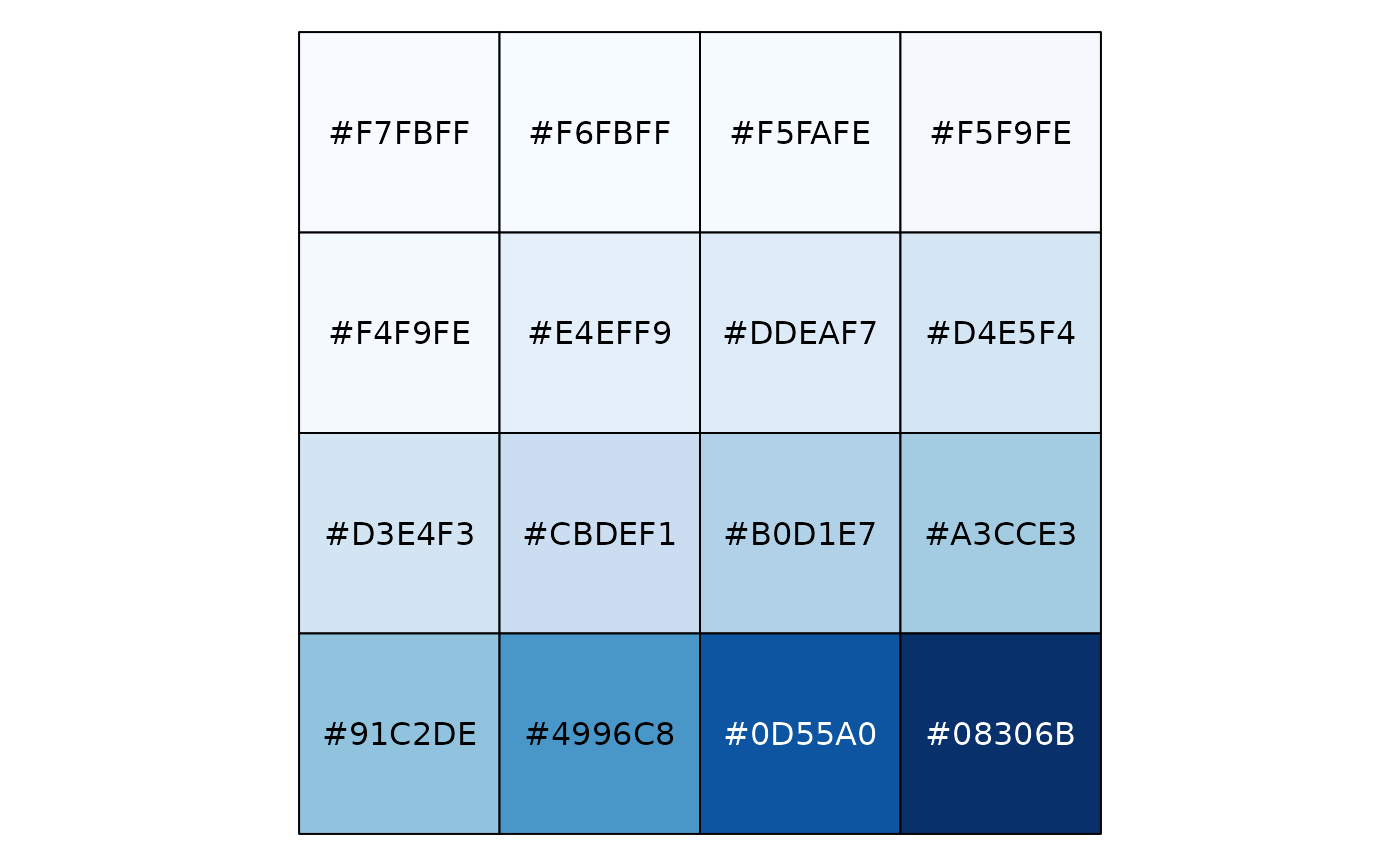 #F7FBFF #F6FBFF #F5FAFE #F5F9FE
#F4F9FE #E4EFF9 #DDEAF7 #D4E5F4
#D3E4F3 #CBDEF1 #B0D1E7 #A3CCE3
#91C2DE #4996C8 #0D55A0 #08306B